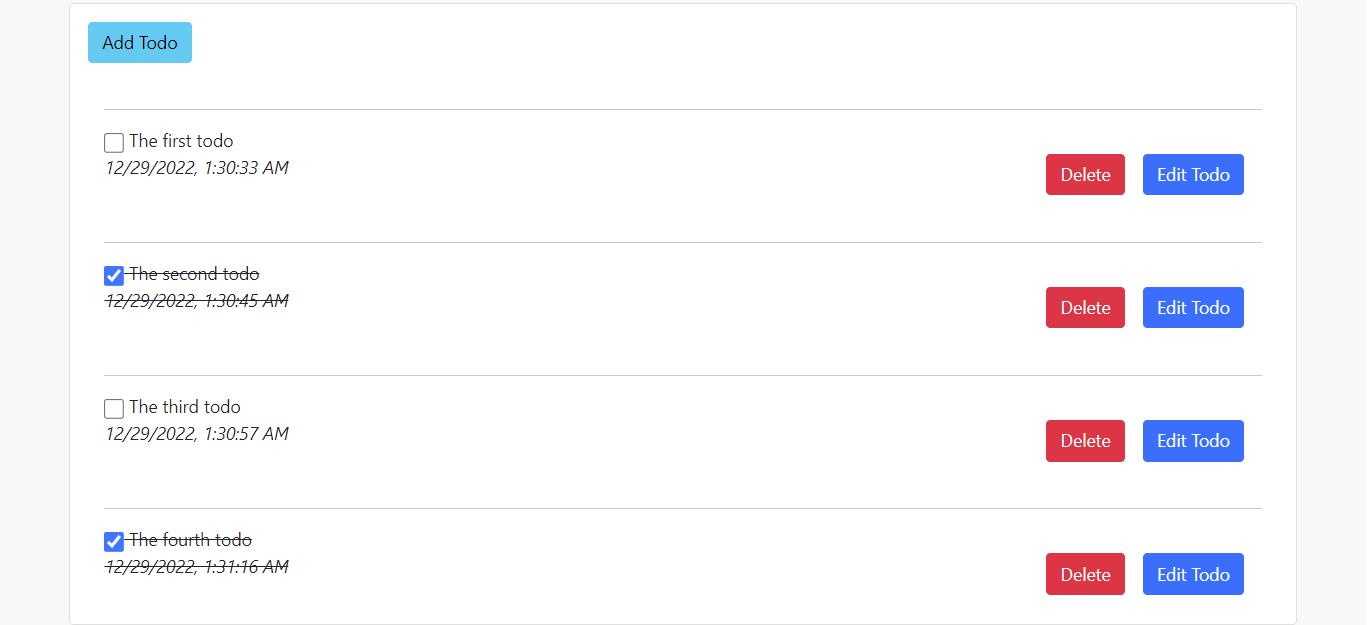 Add Todo
The first todo
12/29/2022, 1:30:33 AM
Delete Edit Todo
The second todo
12/29/2022, 1:30:45 AM
Delete Edit Todo
The third todo
12/29/2022, 1:30:57 AM
Delete Edit Todo
The fourth todo
12/29/2022, 1:31:16 AM
Delete Edit Todo